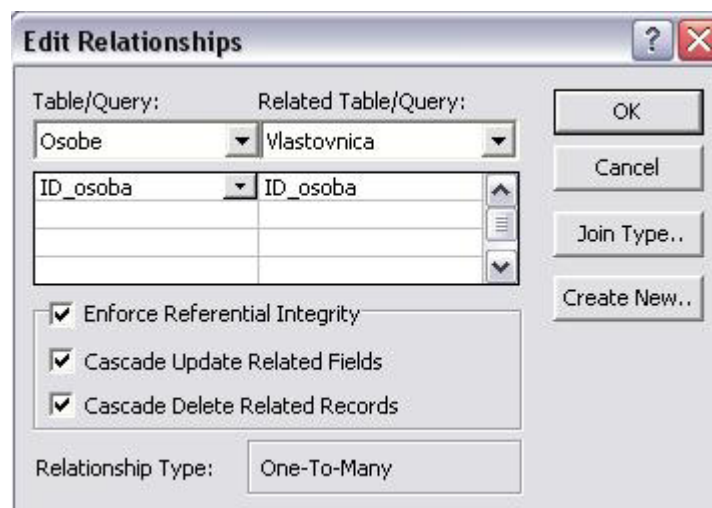 Edit Relationships
Table/Query: Related Table/Query:
Osobe Vlastovnica
ID_osoba ID_osoba
OK
Cancel
Join Type..
Create New..
Enforce Referential Integrity
Cascade Update Related Fields
Cascade Delete Related Records
Relationship Type: One-To-Many